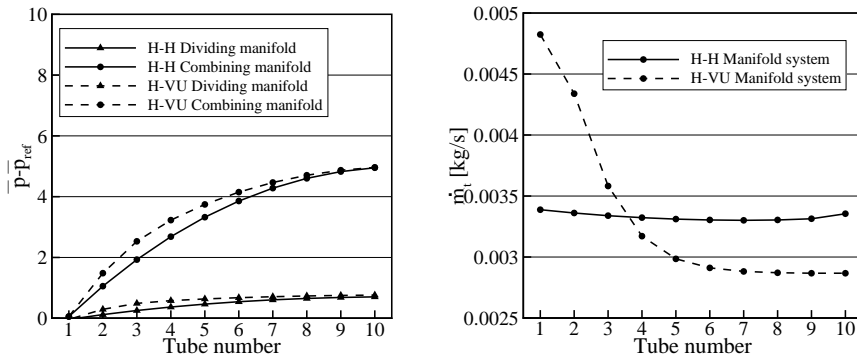 10
8
6
4
2
0
p-p_ref
H-H Dividing manifold
H-H Combining manifold
H-VU Dividing manifold
H-VU Combining manifold
1 2 3 4 5 6 7 8 9 10
Tube number
0.005
0.0045
0.004
0.0035
0.003
0.0025
ṁ_t [kg/s]
H-H Manifold system
H-VU Manifold system
1 2 3 4 5 6 7 8 9 10
Tube number